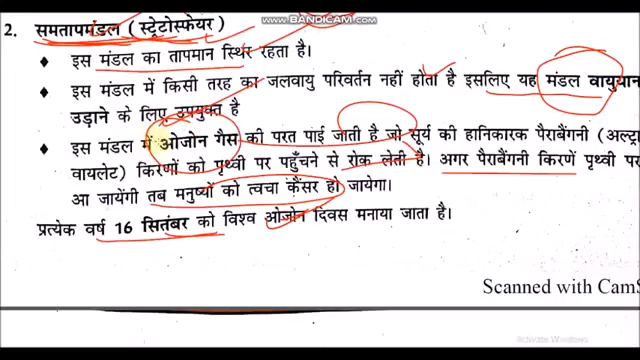 WWW.BANDICAM.COM
2. समतापमंडल (स्ट्रेटोस्फेयर)
♦ इस मंडल का तापमान स्थिर रहता है।
♦ इस मंडल में किसी तरह का जलवायु परिवर्तन नहीं होता है इसलिए यह मंडल वायुयान
उड़ाने के लिए उपयुक्त है
♦ इस मंडल में ओजोन गैस की परत पाई जाती है जो सूर्य की हानिकारक पैराबैंगनी (अल्ट्रा
वायलेट) किरणों को पृथ्वी पर पहुँचने से रोक लेती है। अगर पैराबैंगनी किरणें पृथ्वी पर
आ जायेंगी तब मनुष्यों को त्वचा कैंसर हो जायेगा।
प्रत्येक वर्ष 16 सितंबर को विश्व ओजोन दिवस मनाया जाता है।
Scanned with CamS